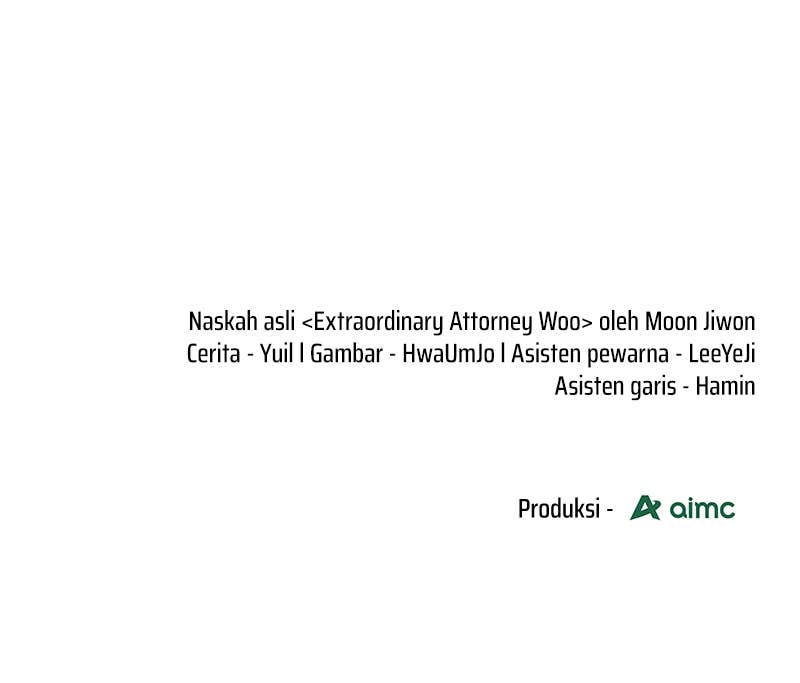 Naskah asli <Extraordinary Attorney Woo> oleh Moon Jiwon
Cerita - Yuil l Gambar - HwaUmJo l Asisten pewarna - LeeYeJi
Asisten garis - Hamin
Produksi - aimc